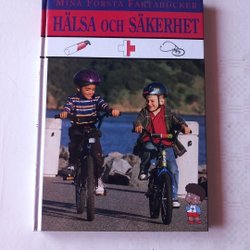 MINA FÖRSTA FAKTABÖCKER
HÄLSA OCH SÄKERHET